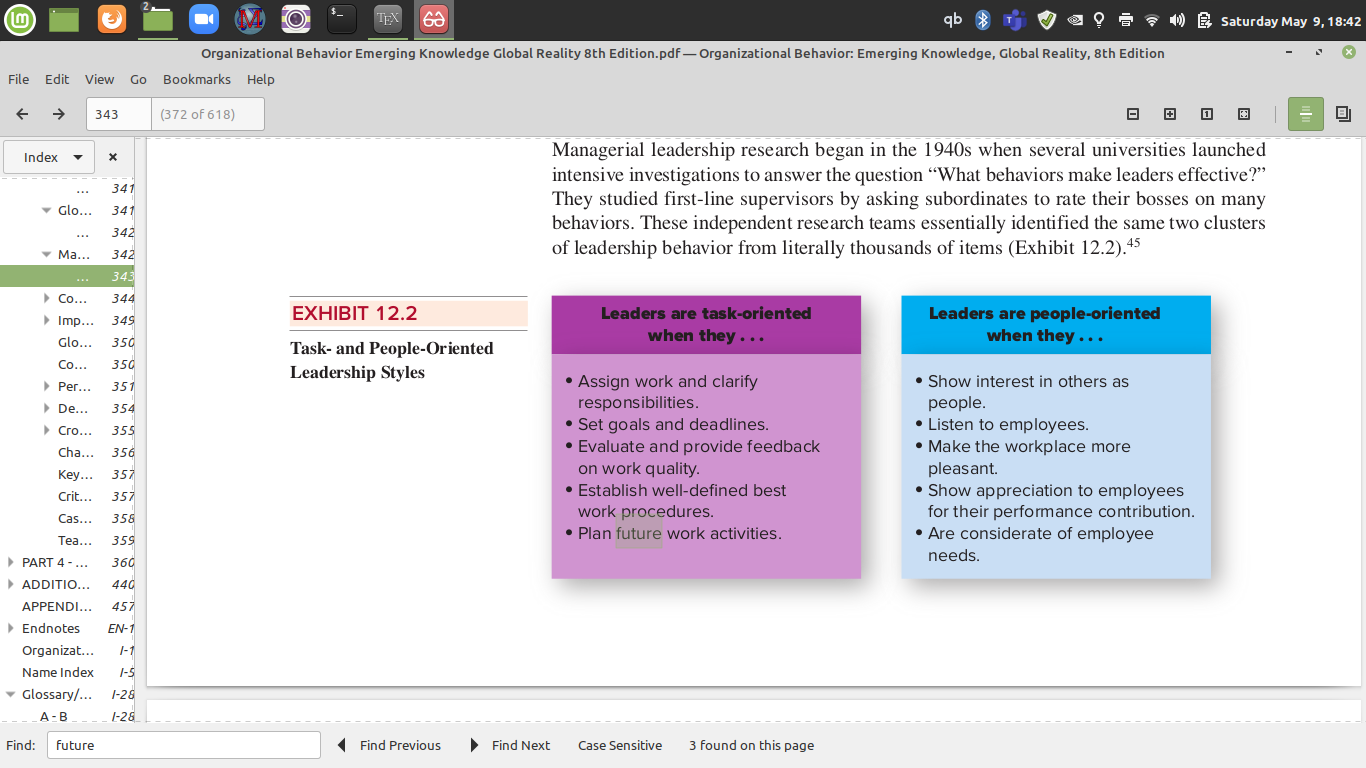 2
>_
TEX
qb
Saturday May 9, 18:42
Organizational Behavior Emerging Knowledge Global Reality 8th Edition.pdf — Organizational Behavior: Emerging Knowledge, Global Reality, 8th Edition
File Edit View Go Bookmarks Help
343 (372 of 618)
Index
... 341
Glo... 341
... 342
Ma... 342
... 343
Co... 344
Imp... 349
Glo... 350
Co... 350
Per... 351
De... 354
Cro... 355
Cha... 356
Key... 357
Crit... 357
Cas... 358
Tea... 359
PART 4 - ... 360
ADDITIO... 440
APPENDI... 457
Endnotes EN-1
Organizat... I-1
Name Index I-5
Glossary/... I-28
A - B I-28
Managerial leadership research began in the 1940s when several universities launched
intensive investigations to answer the question “What behaviors make leaders effective?”
They studied first-line supervisors by asking subordinates to rate their bosses on many
behaviors. These independent research teams essentially identified the same two clusters
of leadership behavior from literally thousands of items (Exhibit 12.2).45
EXHIBIT 12.2
Task- and People-Oriented
Leadership Styles
Leaders are task-oriented
when they . . .
• Assign work and clarify
responsibilities.
• Set goals and deadlines.
• Evaluate and provide feedback
on work quality.
• Establish well-defined best
work procedures.
• Plan future work activities.
Leaders are people-oriented
when they . . .
• Show interest in others as
people.
• Listen to employees.
• Make the workplace more
pleasant.
• Show appreciation to employees
for their performance contribution.
• Are considerate of employee
needs.
Find: future Find Previous Find Next Case Sensitive 3 found on this page